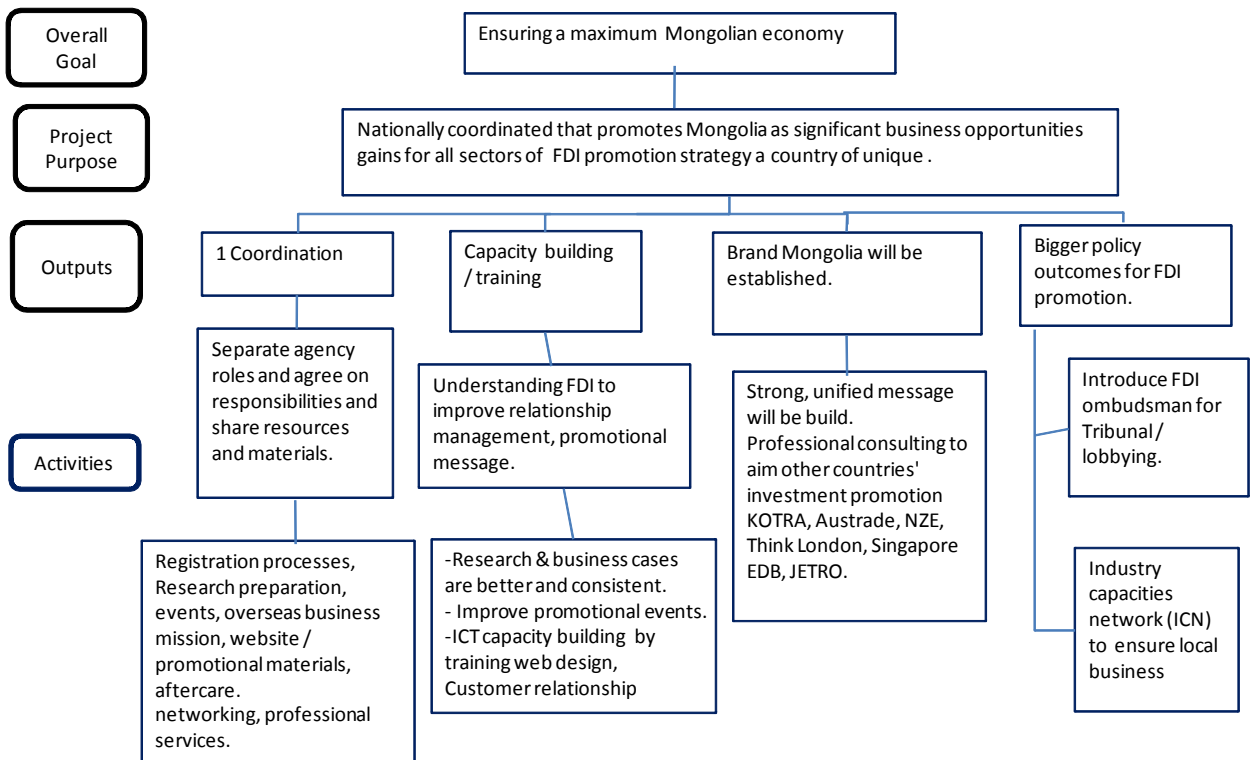 Overall
Goal
Ensuring a maximum Mongolian economy
Project
Purpose
Nationally coordinated that promotes Mongolia as significant business opportunities
gains for all sectors of FDI promotion strategy a country of unique .
Outputs
1 Coordination
Capacity building
/ training
Brand Mongolia will be
established.
Bigger policy
outcomes for FDI
promotion.
Activities
Separate agency
roles and agree on
responsibilities and
share resources
and materials.
Understanding FDI to
improve relationship
management, promotional
message.
Strong, unified message
will be build.
Professional consulting to
aim other countries'
investment promotion
KOTRA, Austrade, NZE,
Think London, Singapore
EDB, JETRO.
Introduce FDI
ombudsman for
Tribunal /
lobbying.
Registration processes,
Research preparation,
events, overseas business
mission, website /
promotional materials,
aftercare.
networking, professional
services.
-Research & business cases
are better and consistent.
- Improve promotional events.
-ICT capacity building by
training web design,
Customer relationship
Industry
capacities
network (ICN)
to ensure local
business